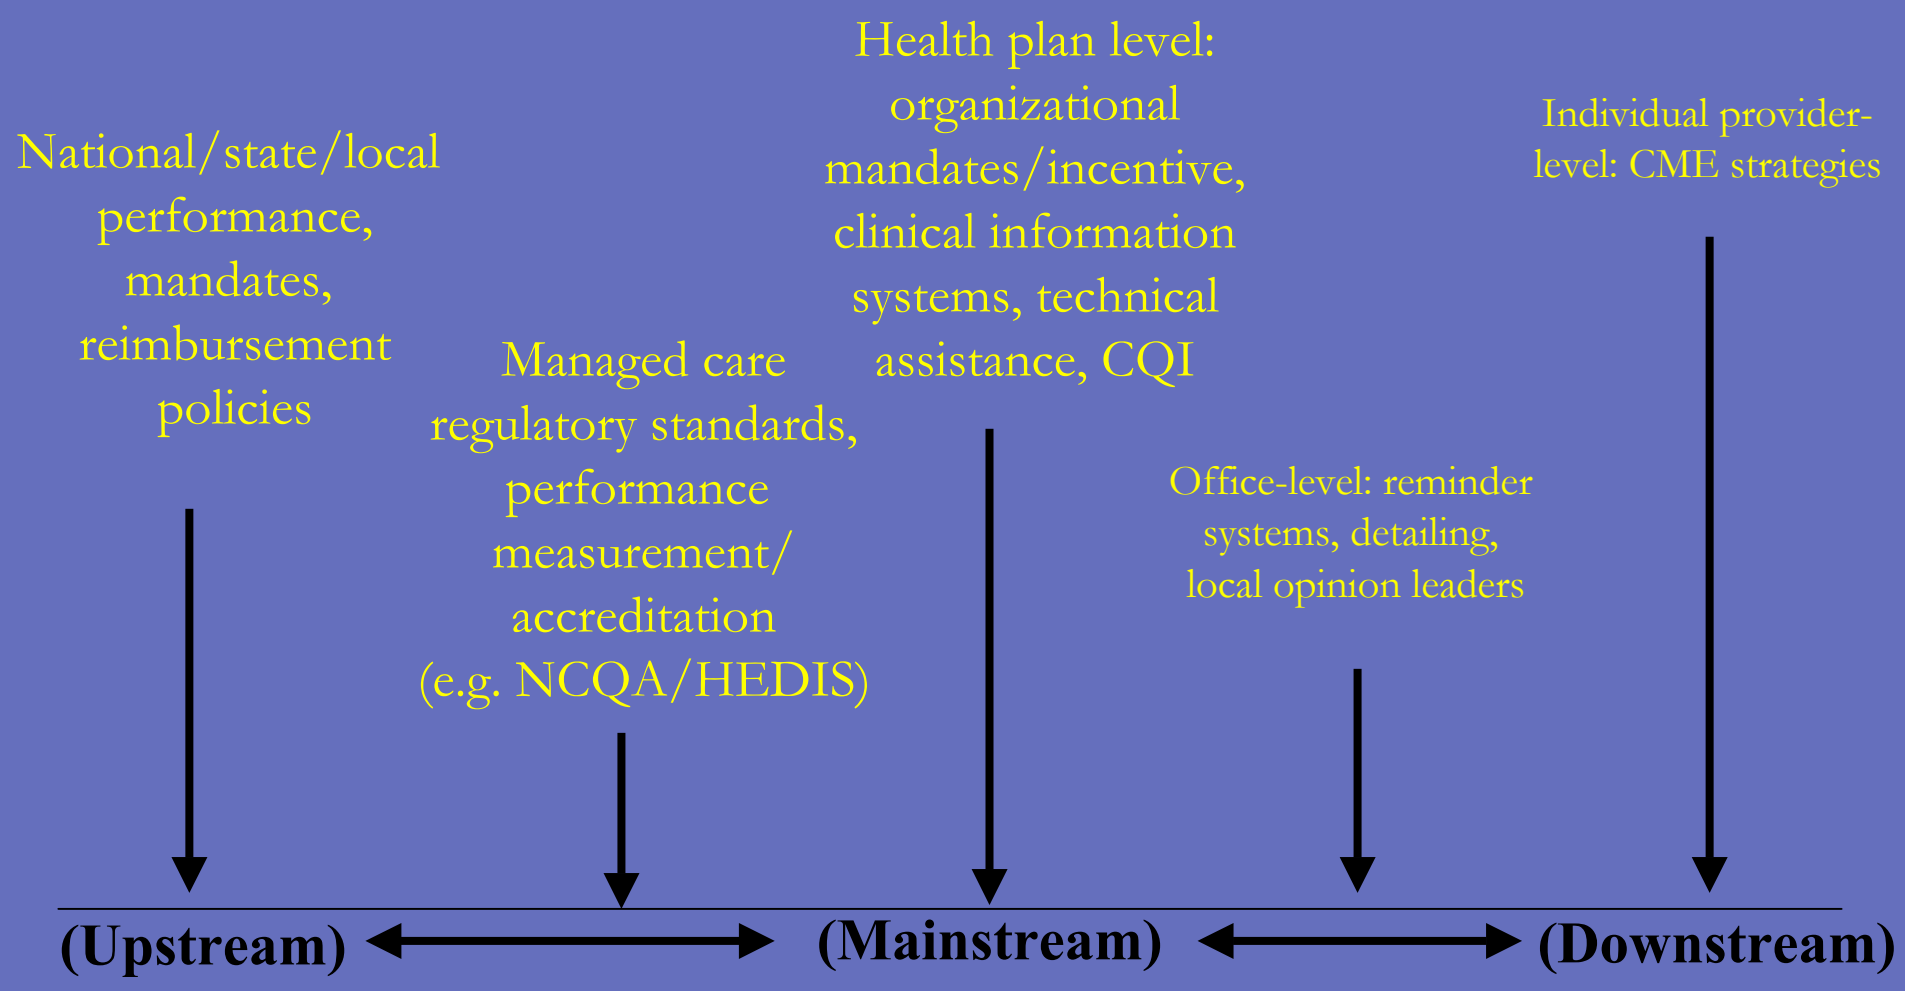 National/state/local
performance,
mandates,
reimbursement
policies
Managed care
regulatory standards,
performance
measurement/
accreditation
(e.g. NCQA/HEDIS)
Health plan level:
organizational
mandates/incentive,
clinical information
systems, technical
assistance, CQI
Office-level: reminder
systems, detailing,
local opinion leaders
Individual provider-
level: CME strategies
(Upstream)
(Mainstream)
(Downstream)